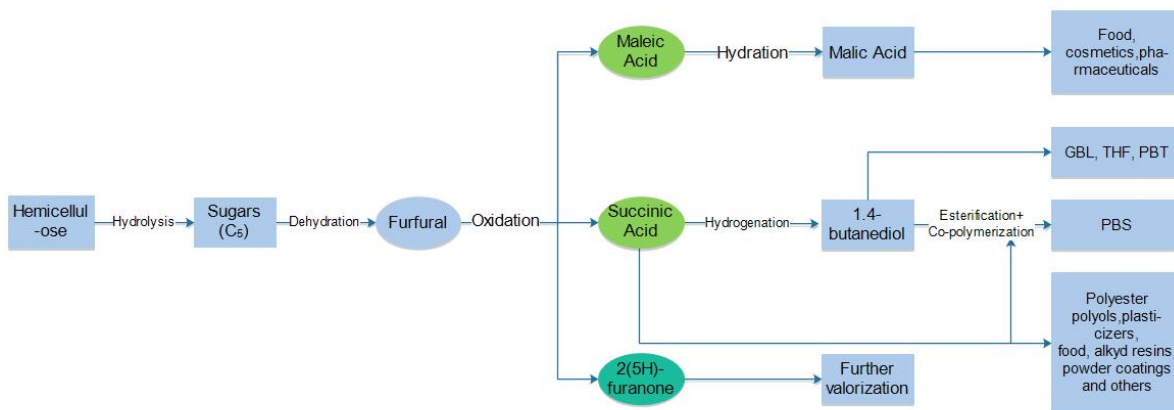 Hemicellul
-ose
Hydrolysis
Sugars
(C₅)
Dehydration
Furfural
Oxidation
Maleic
Acid
Hydration
Malic Acid
Food,
cosmetics,pha-
rmaceuticals
GBL, THF, PBT
Succinic
Acid
Hydrogenation
1.4-
butanediol
Esterification+
Co-polymerization
PBS
Polyester
polyols,plasti-
cizers,
food, alkyd resins
powder coatings
and others
2(5H)-
furanone
Further
valorization